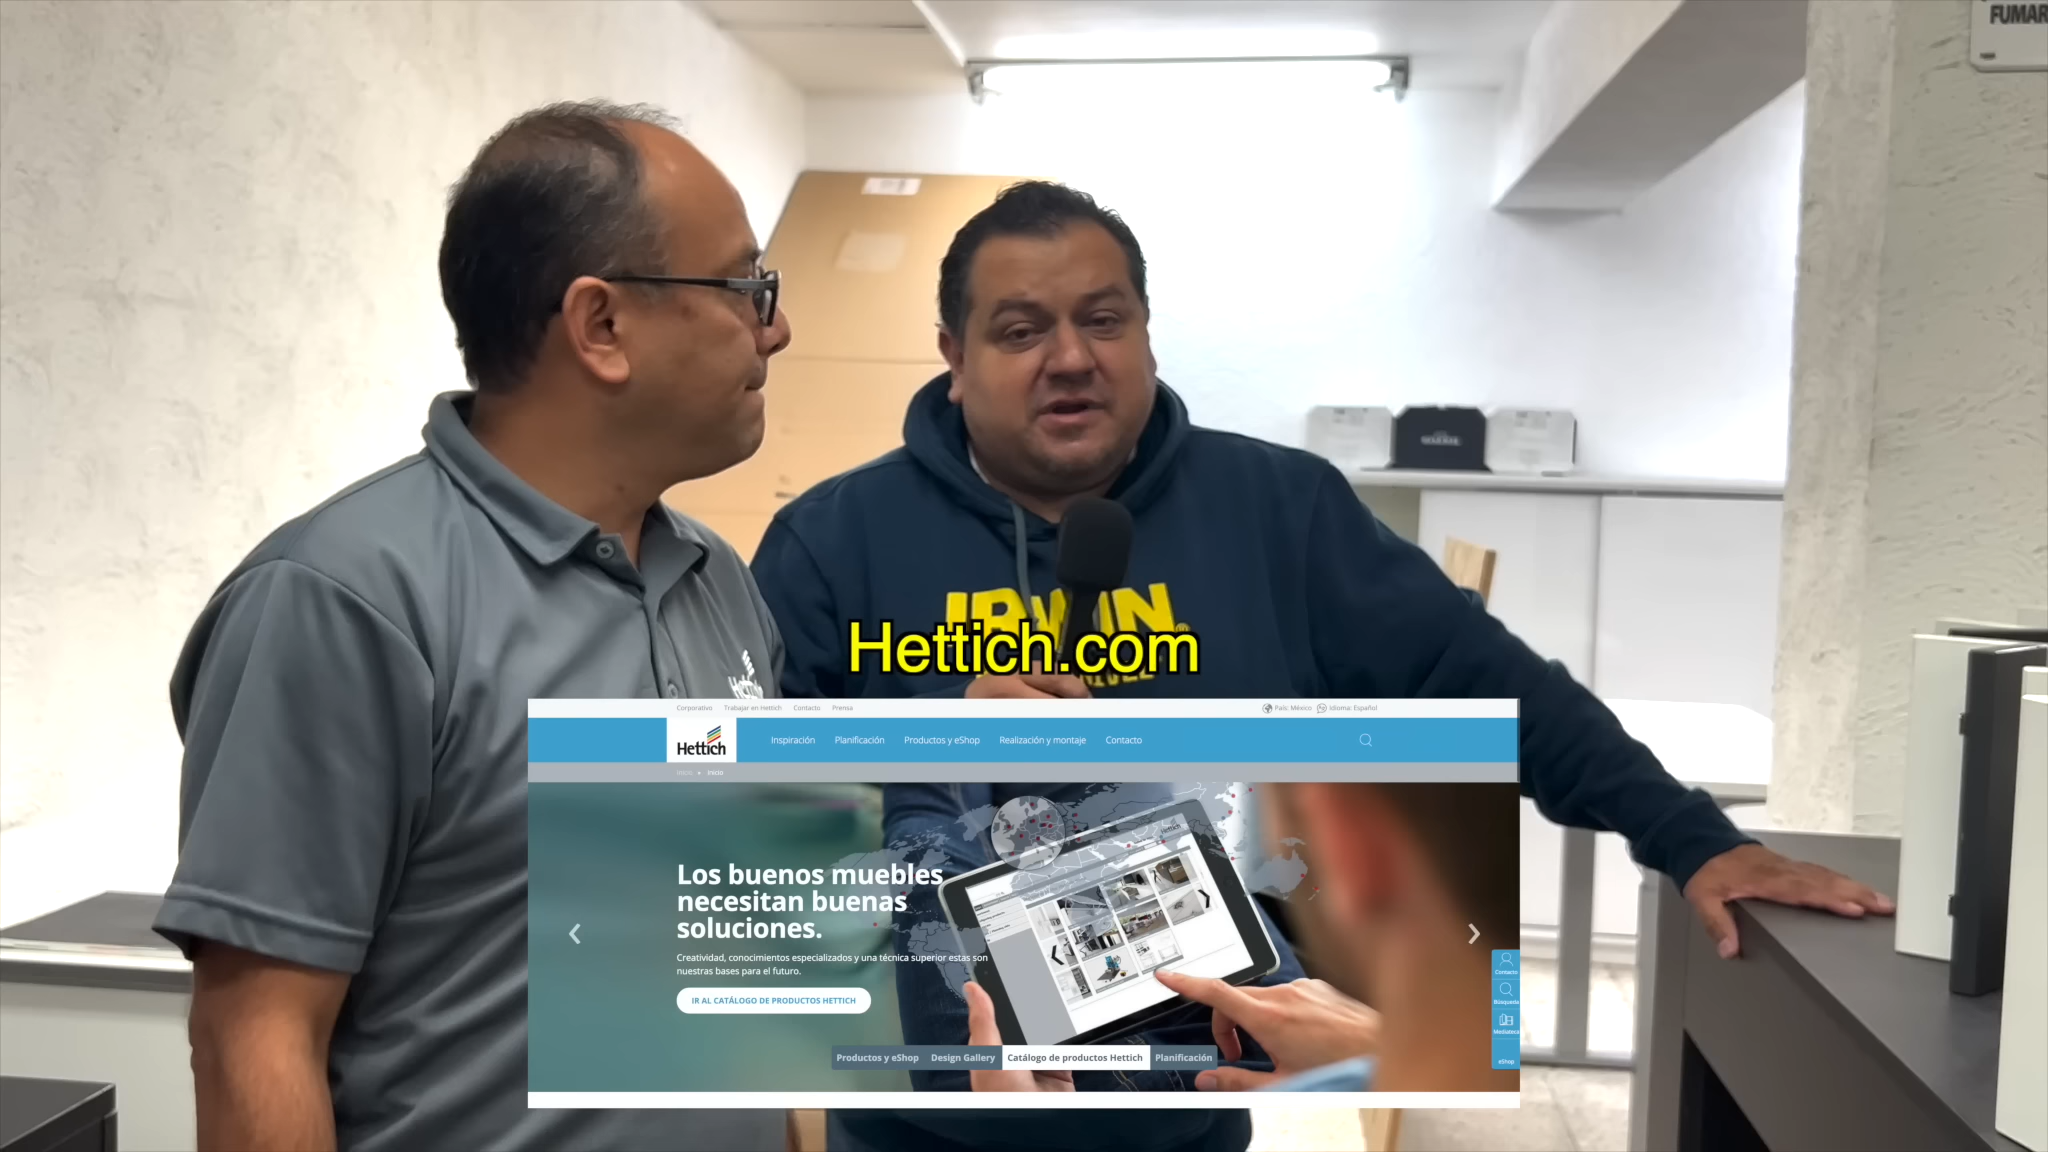 FUMAR
IRWIN
Hettich.com
Hettich
Corporativo Trabajar en Hettich Contacto Prensa
País: México Idioma: Español
Hettich
Inspiración Planificación Productos y eShop Realización y montaje Contacto
Inicio Inicio
Hettich
Los buenos muebles
necesitan buenas
soluciones.
Creatividad, conocimientos especializados y una técnica superior estas son
nuestras bases para el futuro.
IR AL CATÁLOGO DE PRODUCTOS HETTICH
Contacto
Búsqueda
Mediateca
eShop
Productos y eShop Design Gallery Catálogo de productos Hettich Planificación